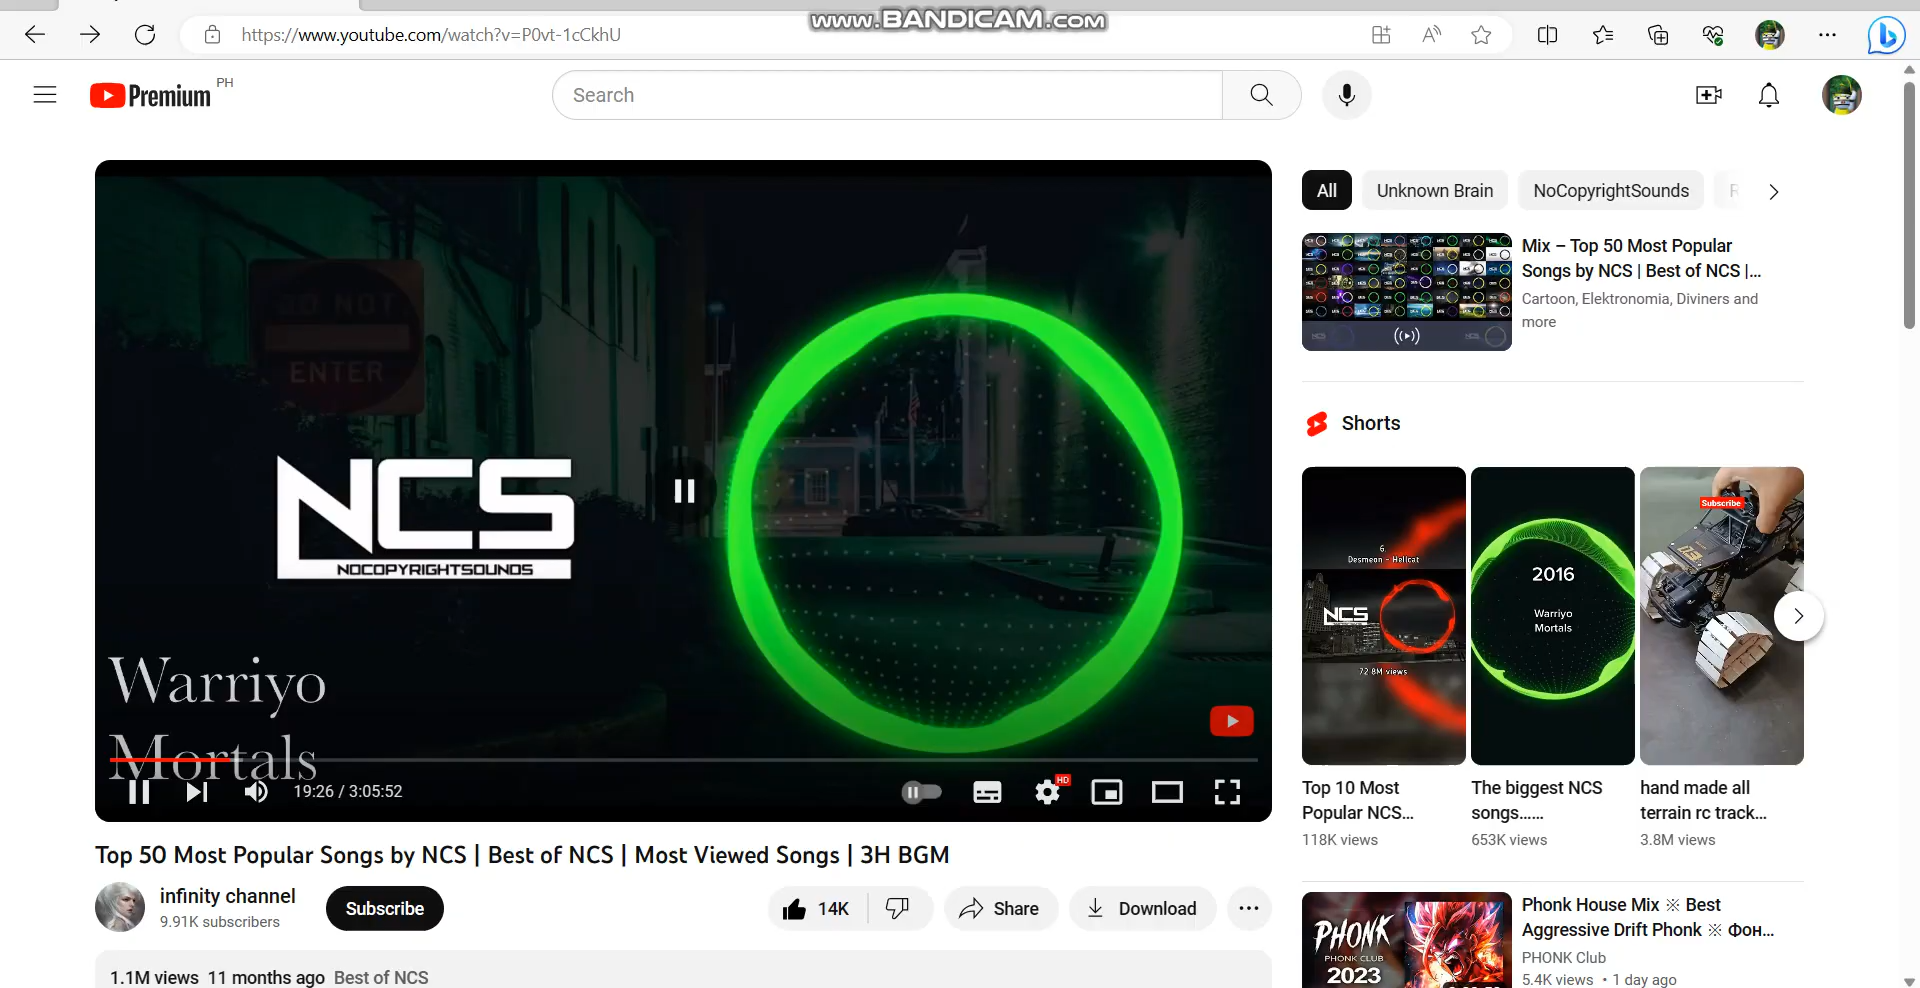 www.BANDICAM.com
https://www.youtube.com/watch?v=P0vt-1cCkhU
Premium PH
Search
DO NOT
ENTER
NCS
NOCOPYRIGHTSOUNDS
Warriyo
Mortals
19:26 / 3:05:52
HD
Top 50 Most Popular Songs by NCS | Best of NCS | Most Viewed Songs | 3H BGM
infinity channel
9.91K subscribers
Subscribe
14K
Share
Download
1.1M views 11 months ago Best of NCS
All
Unknown Brain
NoCopyrightSounds
Mix – Top 50 Most Popular
Songs by NCS | Best of NCS |...
Cartoon, Elektronomia, Diviners and
more
Shorts
6.
Desmeon - Hellcat
NCS
72.8M views
Top 10 Most
Popular NCS...
118K views
2016
Warriyo
Mortals
The biggest NCS
songs......
653K views
Subscribe
hand made all
terrain rc track...
3.8M views
PHONK
PHONK CLUB
2023
Phonk House Mix ※ Best
Aggressive Drift Phonk ※ Фон...
PHONK Club
5.4K views • 1 day ago